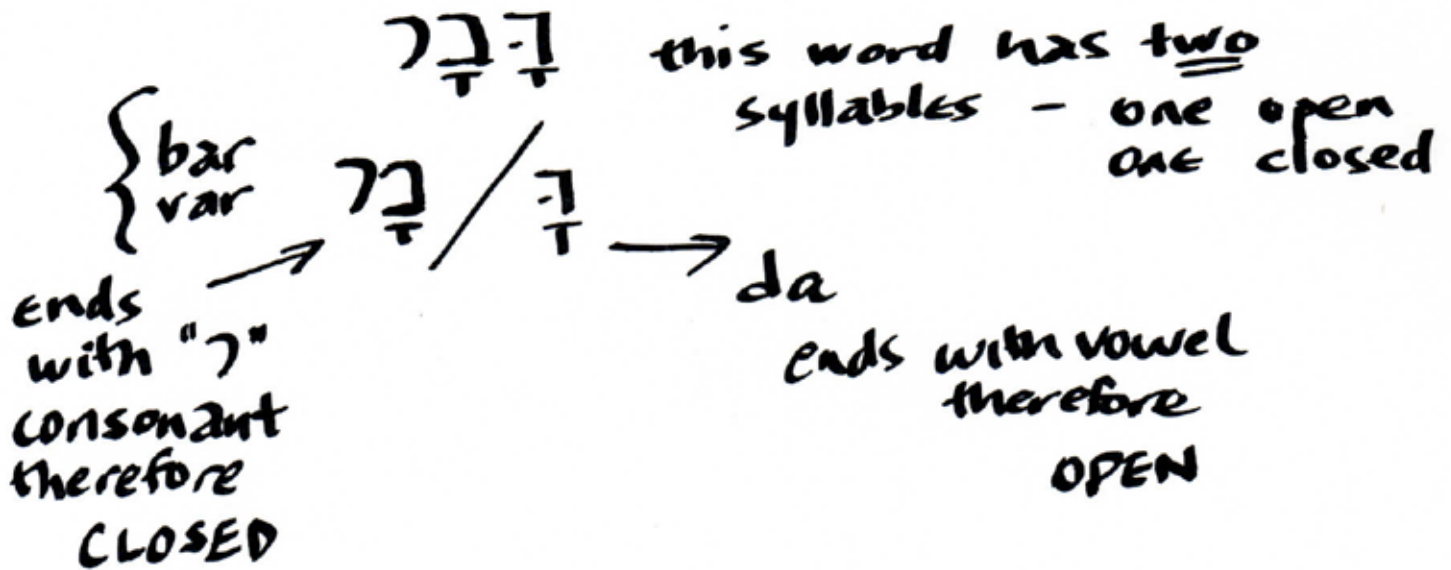 דָּבָר this word has two
syllables - one open
one closed
{bar
var
בָר / דָּ
da
ends
with "ר"
consonant
therefore
CLOSED
ends with vowel
therefore
OPEN